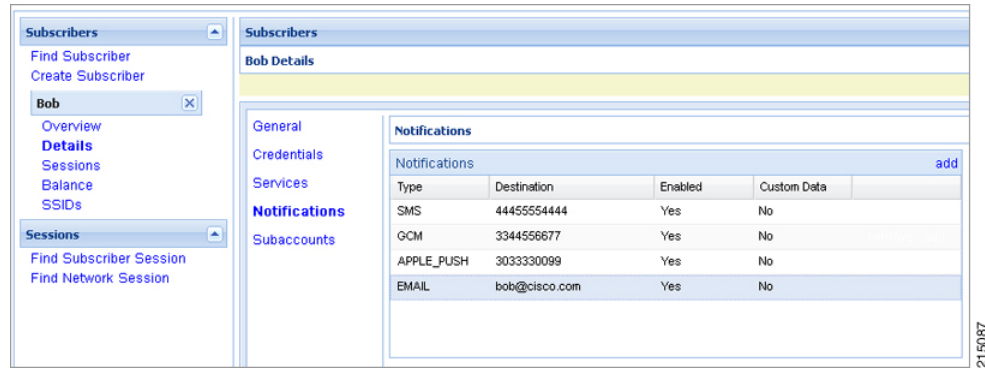 Subscribers
Find Subscriber
Create Subscriber
Bob
Overview
Details
Sessions
Balance
SSIDs
Sessions
Find Subscriber Session
Find Network Session
Subscribers
Bob Details
General
Credentials
Services
Notifications
Subaccounts
Notifications
Notifications add
Type Destination Enabled Custom Data
SMS 44455554444 Yes No
GCM 3344556677 Yes No
APPLE_PUSH 3033330099 Yes No
EMAIL bob@cisco.com Yes No
215087